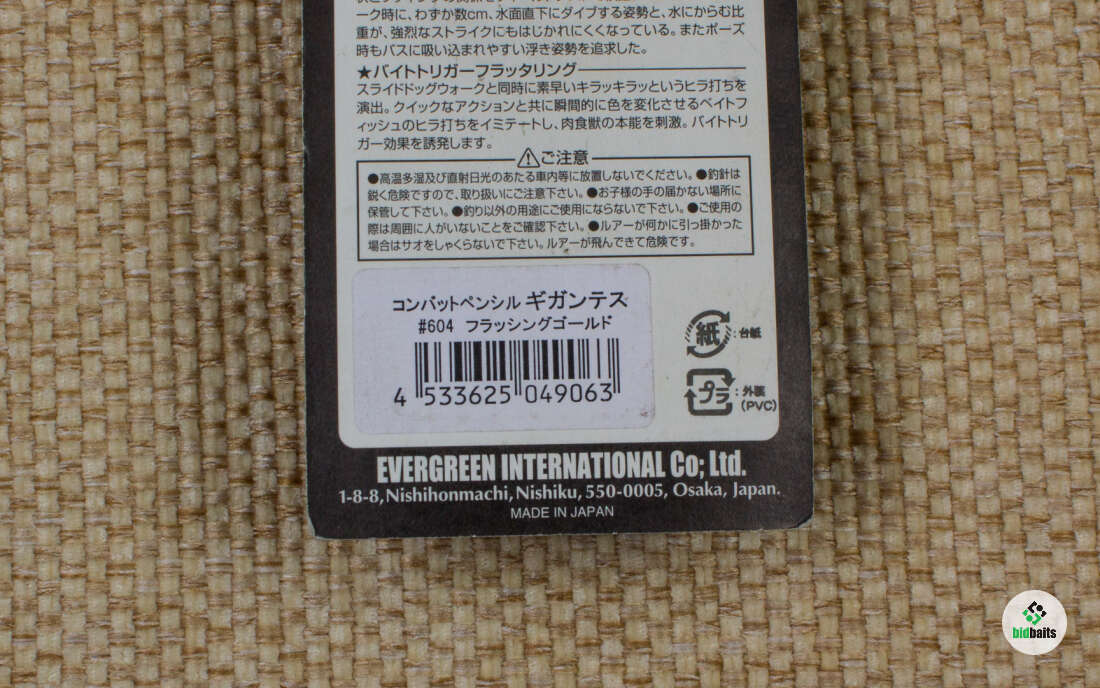 ーク時に、わずか数cm、水面直下にダイブする姿勢と、水にからむ比
重が、強烈なストライクにもはじかれにくくなっている。またポーズ
時もバスに吸い込まれやすい浮き姿勢を追求した。
★バイトトリガーフラッタリング
スライドドッグウォークと同時に素早いキラッキラッというヒラ打ちを
演出。クイックなアクションと共に瞬間的に色を変化させるベイトフ
ィッシュのヒラ打ちをイミテートし、肉食獣の本能を刺激。バイトトリ
ガー効果を誘発します。
⚠ご注意
●高温多湿及び直射日光のあたる車内等に放置しないでください。●釣針は
鋭く危険ですので、取り扱いにご注意下さい。●お子様の手の届かない場所に
保管して下さい。●釣り以外の用途にご使用にならないで下さい。●ご使用の
際は周囲に人がいないことをご確認下さい。●ルアーが何かに引っ掛かった
場合はサオをしゃくらないで下さい。ルアーが飛んできて危険です。
コンバットペンシル ギガンテス
#604 フラッシングゴールド
4 533625 049063
紙 : 台紙
プラ : 外装
(PVC)
EVERGREEN INTERNATIONAL Co; Ltd.
1-8-8, Nishihonmachi, Nishiku, 550-0005, Osaka, Japan.
MADE IN JAPAN
bidbaits